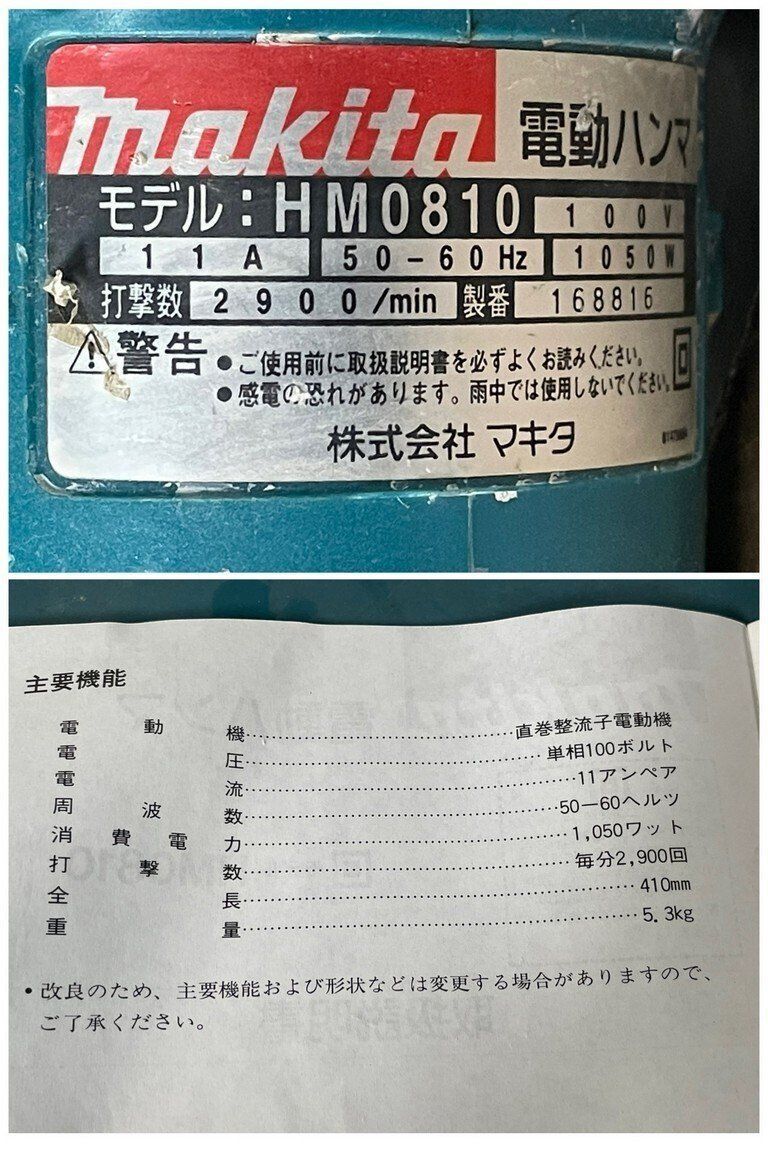 makita 電動ハンマ
モデル:HM0810 100V
11A 50-60Hz 1050W
打撃数 2900/min 製番 168816
警告 ●ご使用前に取扱説明書を必ずよくお読みください。
●感電の恐れがあります。雨中では使用しないでください。
株式会社 マキタ
主要機能
電動機……直巻整流子電動機
電圧……単相100ボルト
電流……11アンペア
周波数……50―60ヘルツ
消費電力……1,050ワット
打撃数……毎分2,900回
全長……410mm
重量……5.3kg
•改良のため、主要機能および形状などは変更する場合がありますので、
ご了承ください。